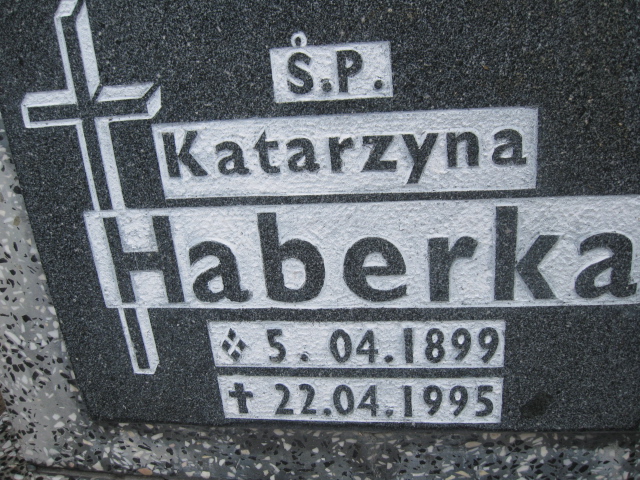 Ś.P.
Katarzyna
Haberka
5.04.1899
22.04.1995